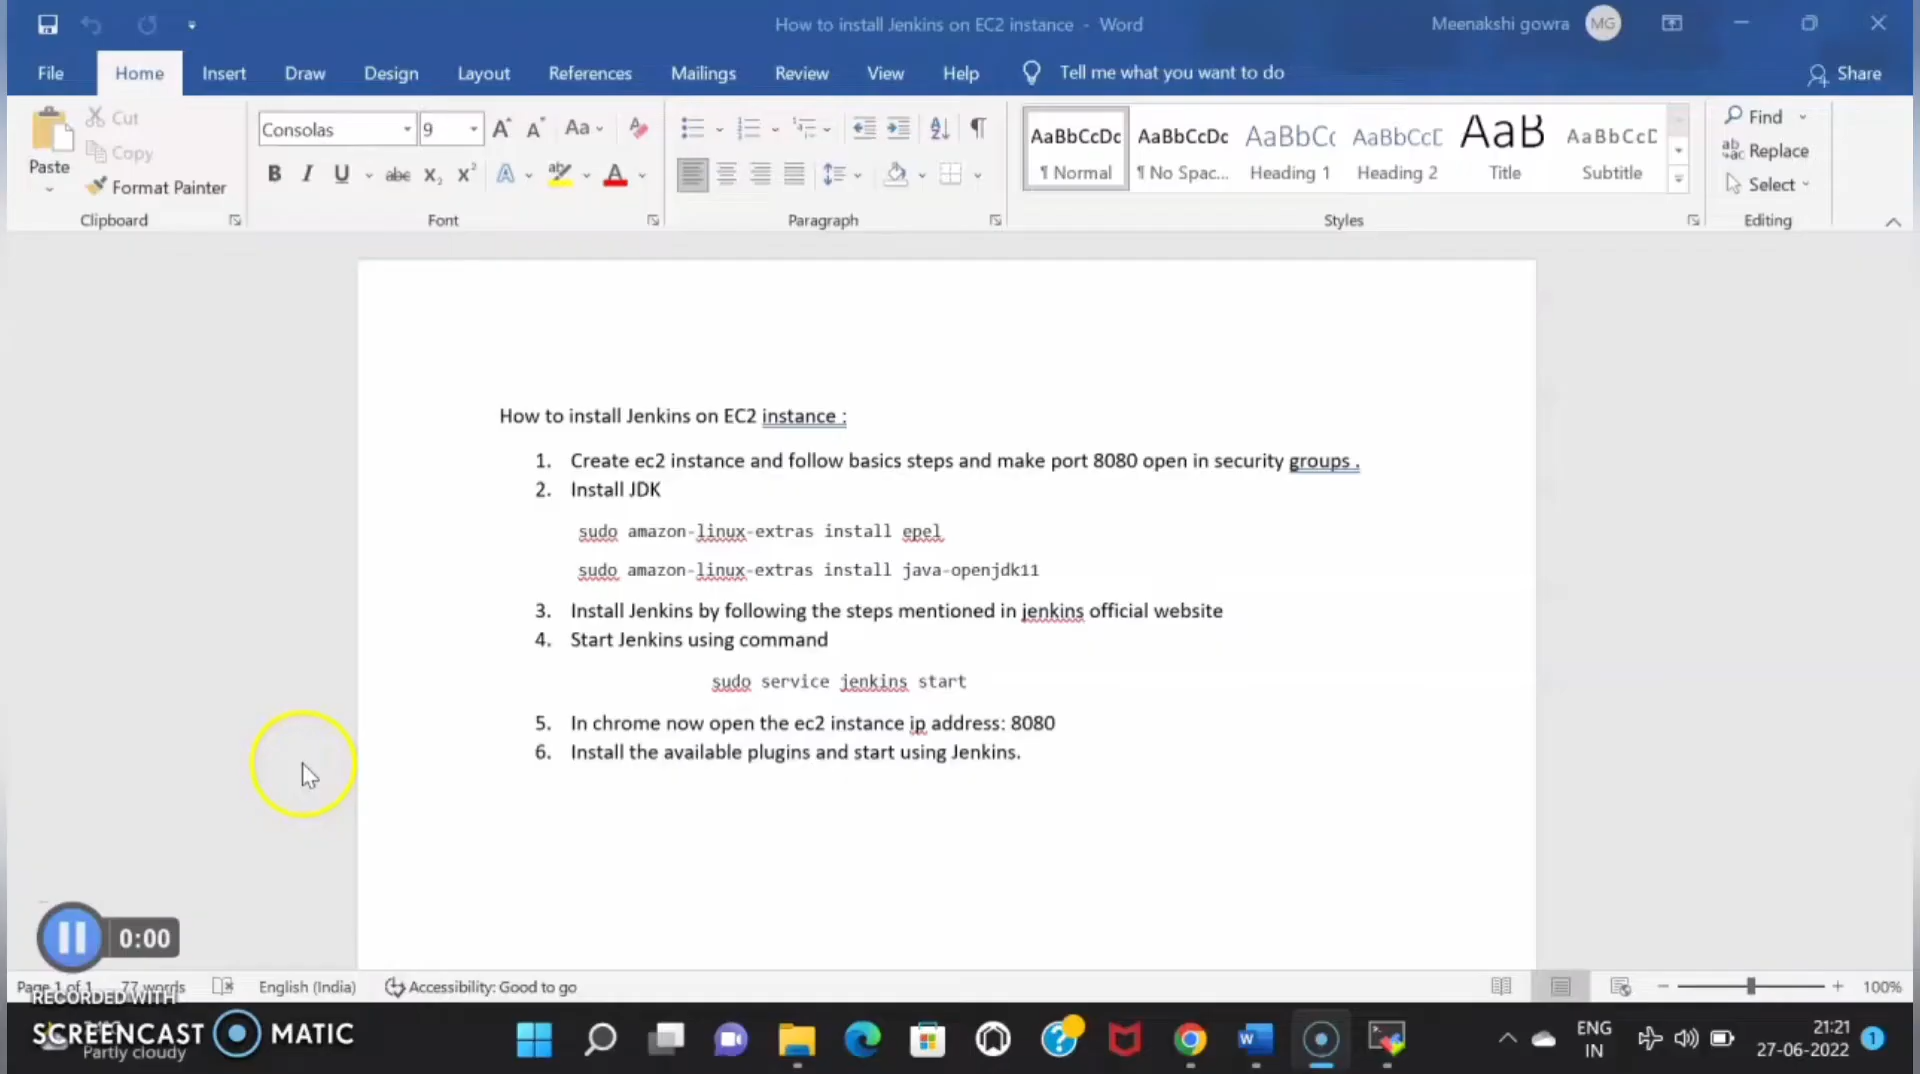 How to install Jenkins on EC2 instance - Word
Meenakshi gowra MG
File Home Insert Draw Design Layout References Mailings Review View Help Tell me what you want to do Share
Paste
Cut
Copy
Format Painter
Clipboard
Consolas 9
Font
Paragraph
AaBbCcDc AaBbCcDc AaBbCc AaBbCcD AaB AaBbCcD
¶ Normal ¶ No Spac... Heading 1 Heading 2 Title Subtitle
Styles
Find
Replace
Select
Editing
How to install Jenkins on EC2 instance :
1. Create ec2 instance and follow basics steps and make port 8080 open in security groups .
2. Install JDK
sudo amazon-linux-extras install epel
sudo amazon-linux-extras install java-openjdk11
3. Install Jenkins by following the steps mentioned in jenkins official website
4. Start Jenkins using command
sudo service jenkins start
5. In chrome now open the ec2 instance ip address: 8080
6. Install the available plugins and start using Jenkins.
0:00
Page 1 of 1 77 words English (India) Accessibility: Good to go 100%
RECORDED WITH
SCREENCAST MATIC
Partly cloudy
ENG
IN
21:21
27-06-2022
1